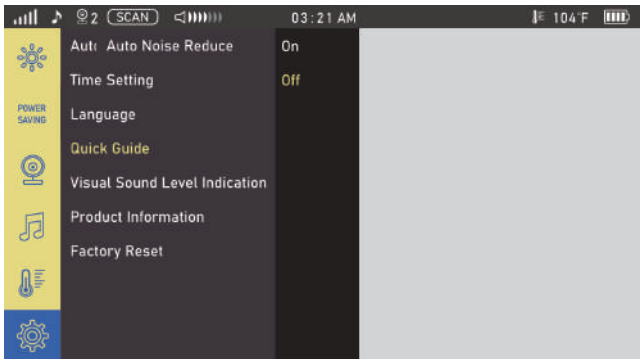 2 SCAN 03:21 AM 104°F
Aut Auto Noise Reduce On
Time Setting Off
POWER
SAVING
Language
Quick Guide
Visual Sound Level Indication
Product Information
Factory Reset